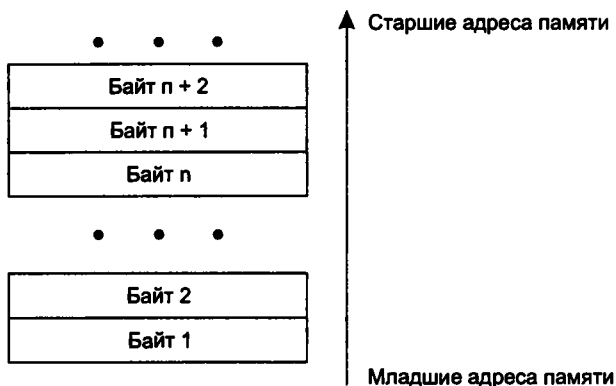 Старшие адреса памяти
Байт n + 2
Байт n + 1
Байт n
Байт 2
Байт 1
Младшие адреса памяти